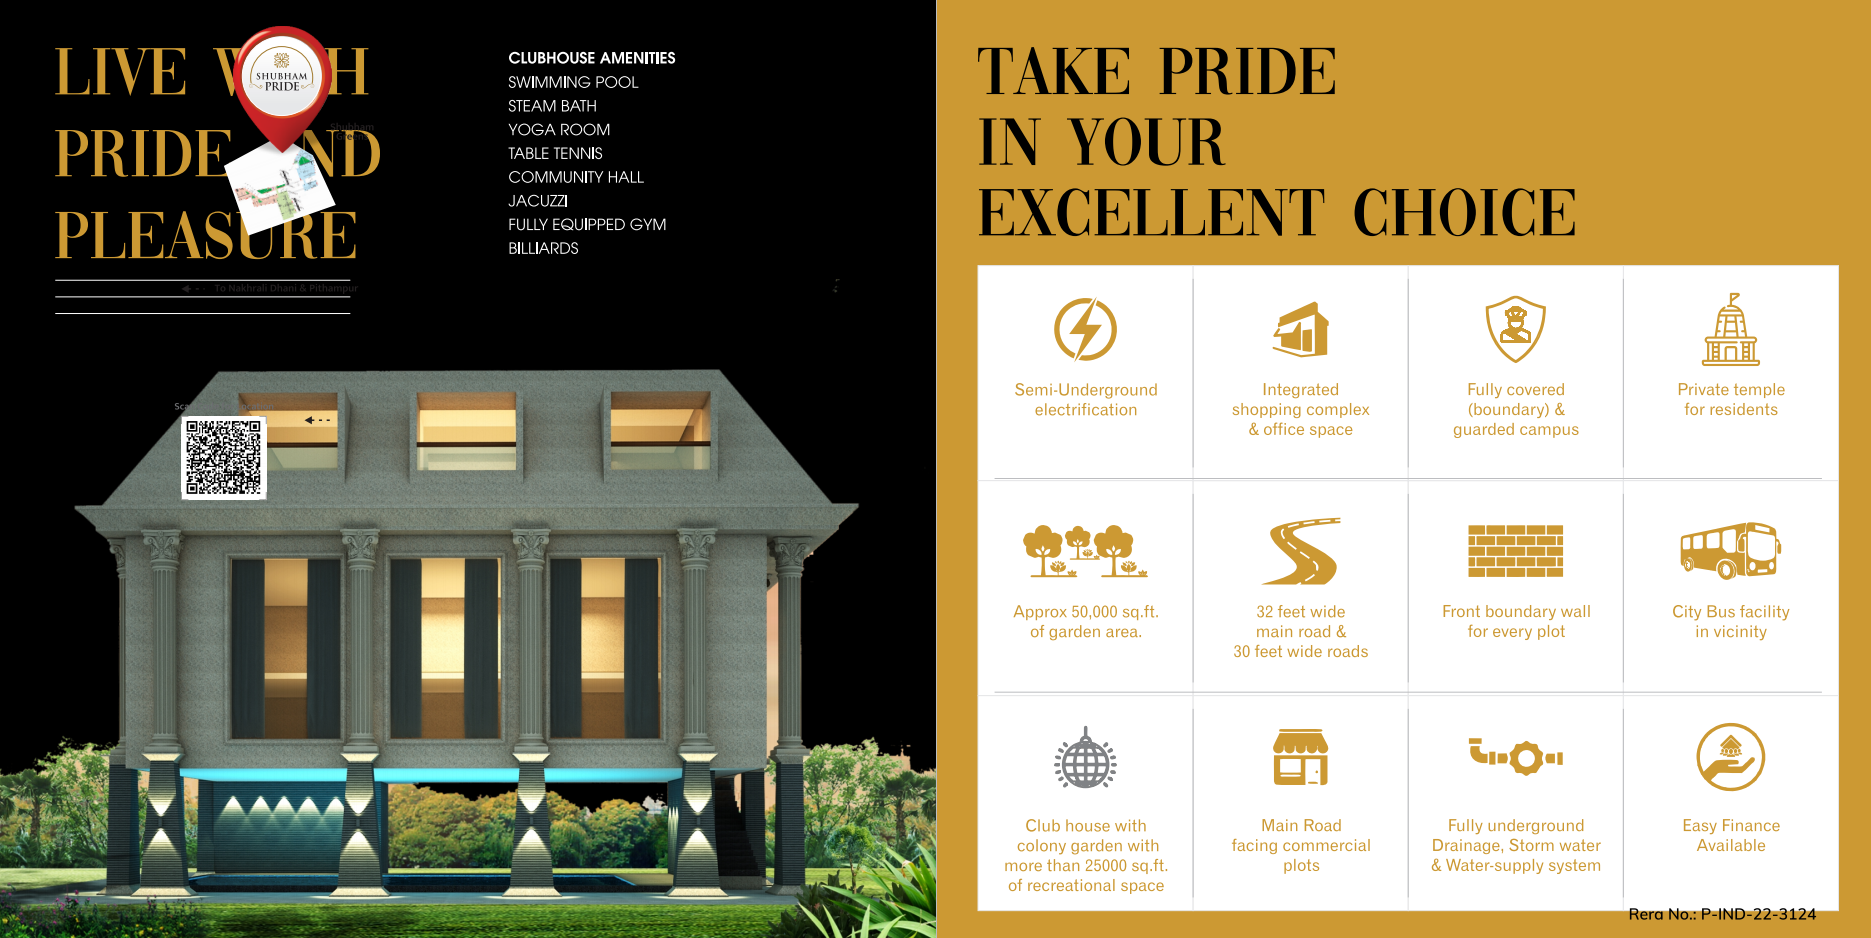 LIVE W H
SHUBHAM
PRIDE
PRIDE ND
PLEASURE
Shubham
To Nakhrali Dhani & Pithampur
CLUBHOUSE AMENITIES
SWIMMING POOL
STEAM BATH
YOGA ROOM
TABLE TENNIS
COMMUNITY HALL
JACUZZI
FULLY EQUIPPED GYM
BILLIARDS
TAKE PRIDE
IN YOUR
EXCELLENT CHOICE
Semi-Underground
electrification
Integrated
shopping complex
& office space
Fully covered
(boundary) &
guarded campus
Private temple
for residents
Approx 50,000 sq.ft.
of garden area.
32 feet wide
main road &
30 feet wide roads
Front boundary wall
for every plot
City Bus facility
in vicinity
Club house with
colony garden with
more than 25000 sq.ft.
of recreational space
Main Road
facing commercial
plots
Fully underground
Drainage, Storm water
& Water-supply system
Easy Finance
Available
Rera No.: P-IND-22-3124